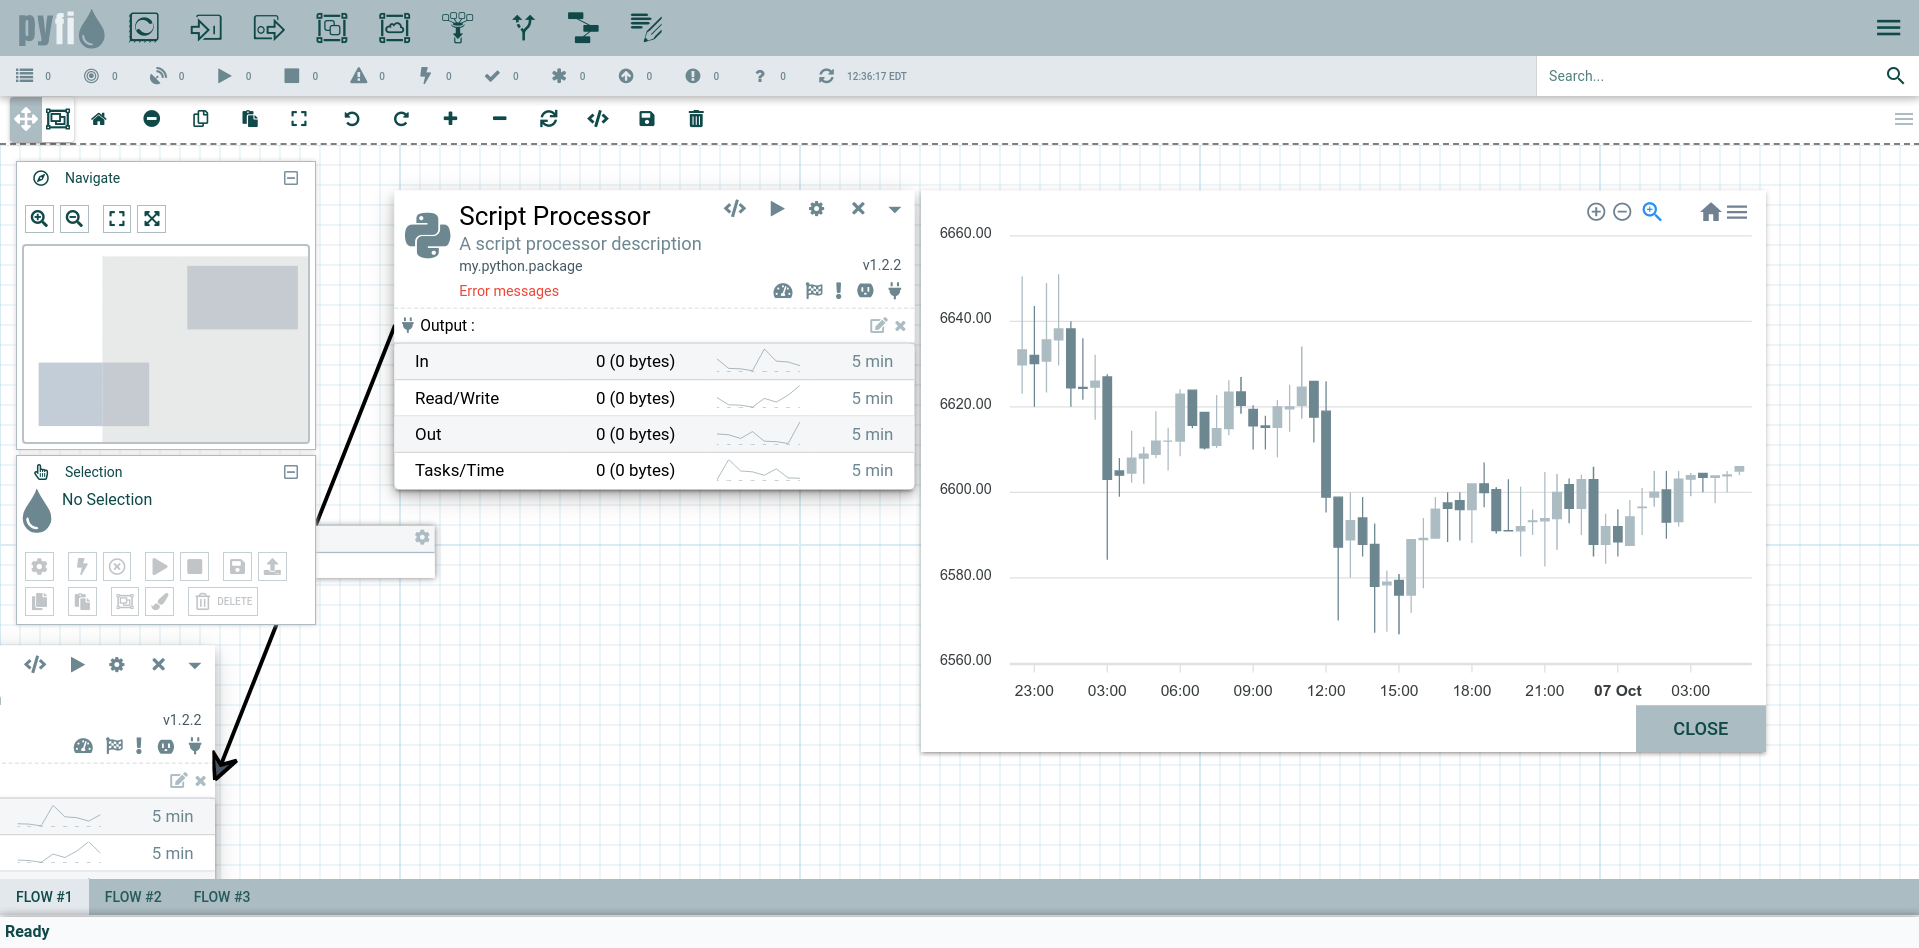 pyfi
0 0 0 0 0 0 0 0 0 0 0 0 12:36:17 EDT
Search...
Navigate
Selection
No Selection
DELETE
Script Processor
A script processor description
my.python.package
v1.2.2
Error messages
Output :
In 0 (0 bytes) 5 min
Read/Write 0 (0 bytes) 5 min
Out 0 (0 bytes) 5 min
Tasks/Time 0 (0 bytes) 5 min
v1.2.2
5 min
5 min
6660.00
6640.00
6620.00
6600.00
6580.00
6560.00
23:00 03:00 06:00 09:00 12:00 15:00 18:00 21:00 07 Oct 03:00
CLOSE
FLOW #1 FLOW #2 FLOW #3
Ready